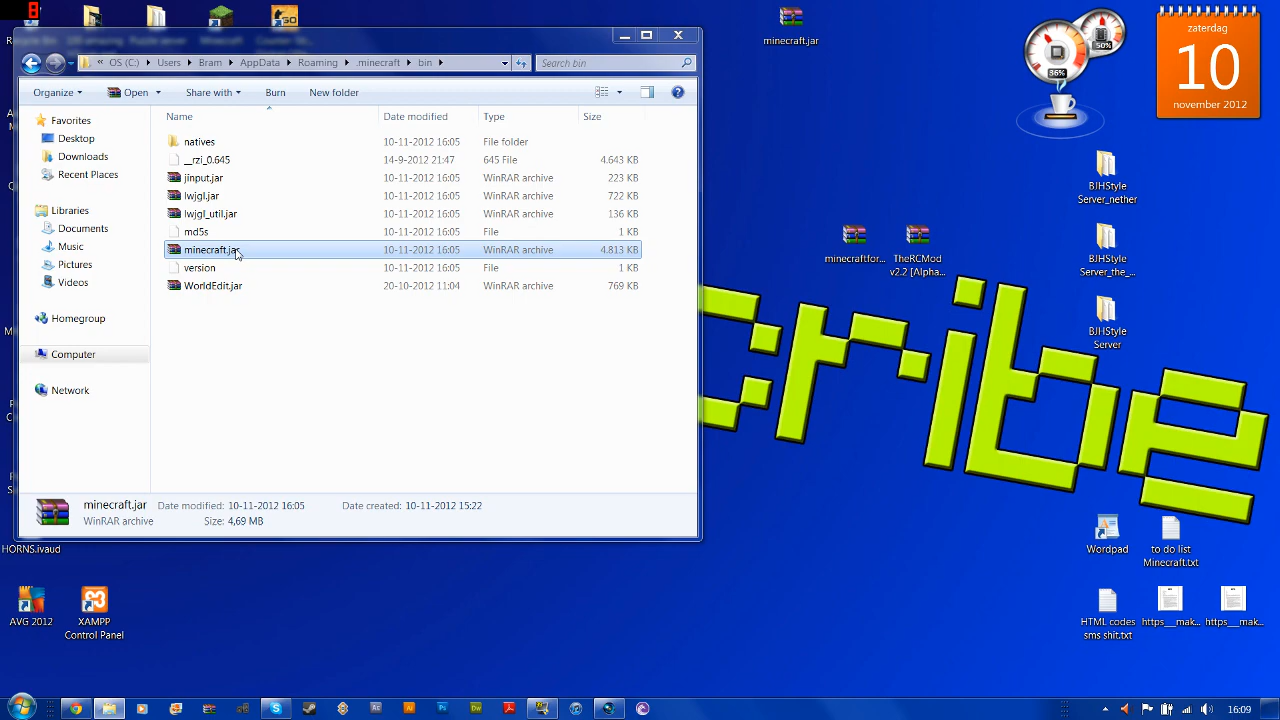 minecraft.jar
zaterdag
10
november 2012
50%
36%
OS (C:) Users Bram AppData Roaming .minecraft bin
Search bin
Organize Open Share with Burn New folder
Name Date modified Type Size
Favorites
Desktop
Downloads
Recent Places
Libraries
Documents
Music
Pictures
Videos
Homegroup
Computer
Network
natives 10-11-2012 16:05 File folder
__rzi_0.645 14-9-2012 21:47 645 File 4.643 KB
jinput.jar 10-11-2012 16:05 WinRAR archive 223 KB
lwjgl.jar 10-11-2012 16:05 WinRAR archive 722 KB
lwjgl_util.jar 10-11-2012 16:05 WinRAR archive 136 KB
md5s 10-11-2012 16:05 File 1 KB
minecraft.jar 10-11-2012 16:05 WinRAR archive 4.813 KB
version 10-11-2012 16:05 File 1 KB
WorldEdit.jar 20-10-2012 11:04 WinRAR archive 769 KB
minecraft.jar Date modified: 10-11-2012 16:05 Date created: 10-11-2012 15:22
WinRAR archive Size: 4,69 MB
BJHStyle
Server_nether
minecraftfor...
TheRCMod
v2.2 [Alpha...
BJHStyle
Server_the_...
BJHStyle
Server
cribe
HORNS.ivaud
Wordpad
to do list
Minecraft.txt
AVG 2012
XAMPP
Control Panel
HTML codes
sms shit.txt
https___mak...
https___mak...
16:09